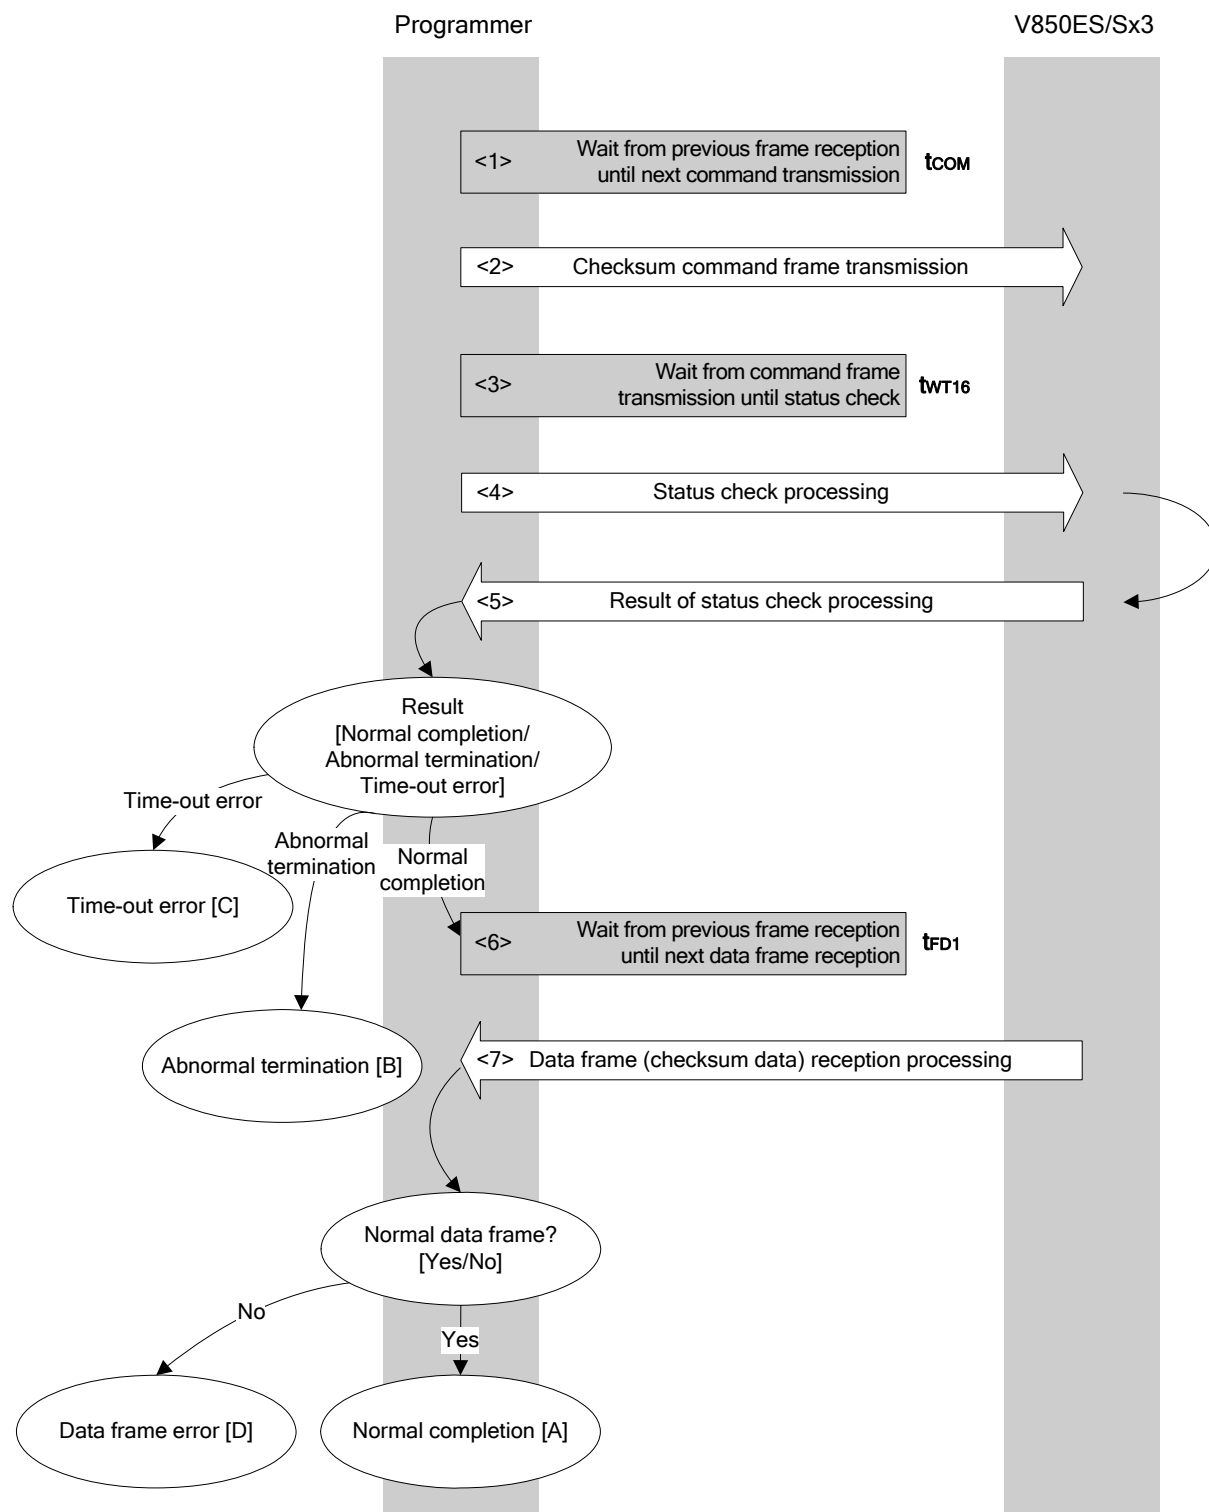 Programmer
V850ES/Sx3
<1>
Wait from previous frame reception
until next command transmission
tCOM
<2>
Checksum command frame transmission
<3>
Wait from command frame
transmission until status check
tWT16
<4>
Status check processing
<5>
Result of status check processing
Result
[Normal completion/
Abnormal termination/
Time-out error]
Time-out error
Abnormal
termination
Normal
completion
Time-out error [C]
<6>
Wait from previous frame reception
until next data frame reception
tFD1
Abnormal termination [B]
<7> Data frame (checksum data) reception processing
Normal data frame?
[Yes/No]
No
Yes
Data frame error [D]
Normal completion [A]